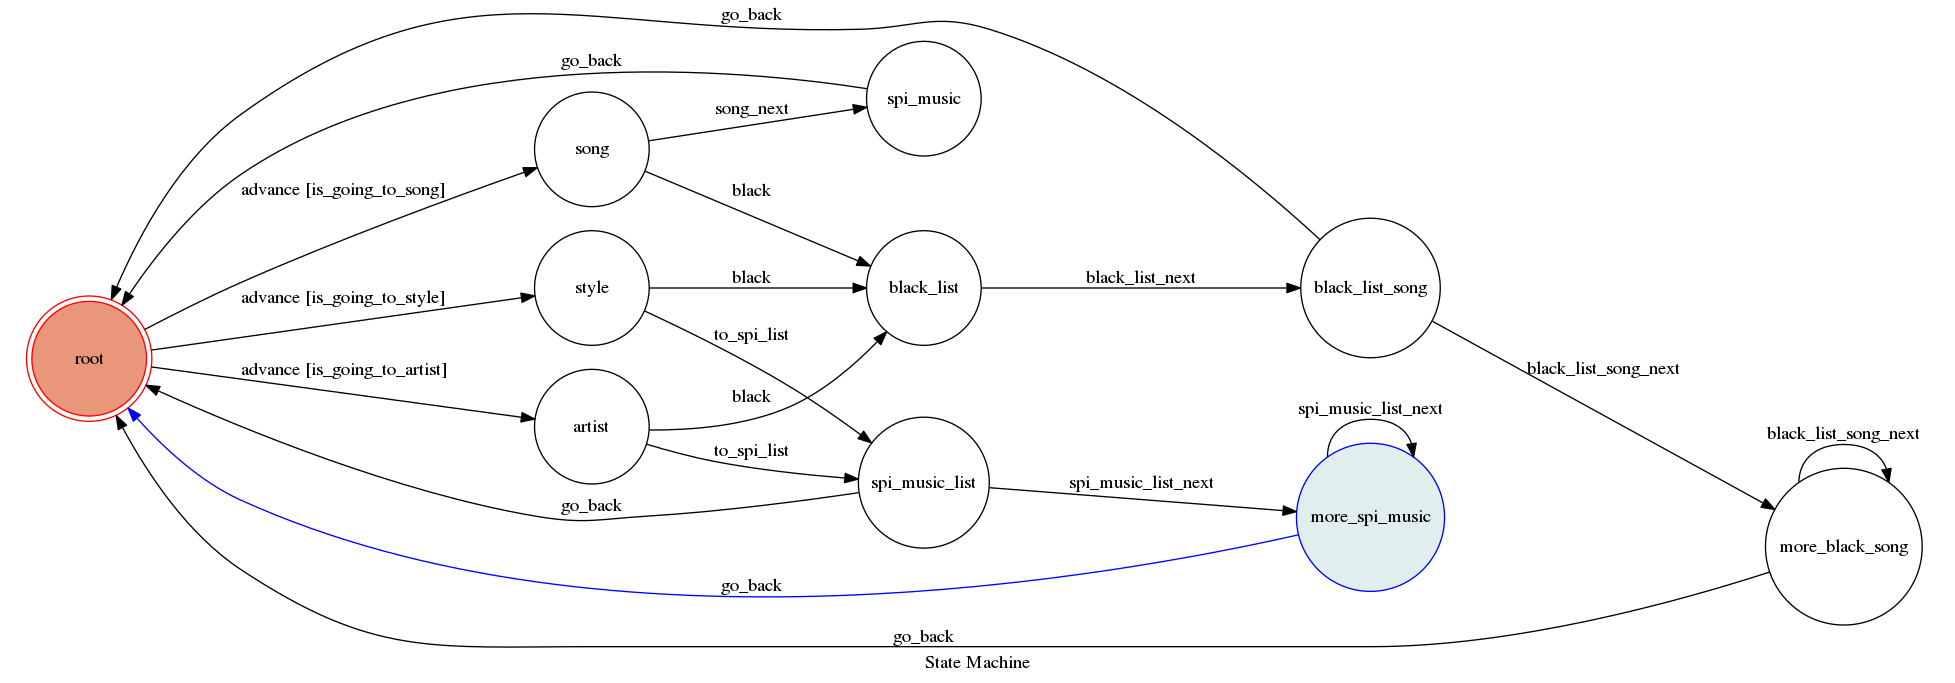 go_back
go_back
spi_music
song_next
song
advance [is_going_to_song]
black
style
black
black_list
black_list_next
black_list_song
advance [is_going_to_style]
to_spi_list
root
advance [is_going_to_artist]
black
black_list_song_next
artist
to_spi_list
spi_music_list_next
black_list_song_next
spi_music_list
spi_music_list_next
go_back
more_spi_music
more_black_song
go_back
go_back
State Machine